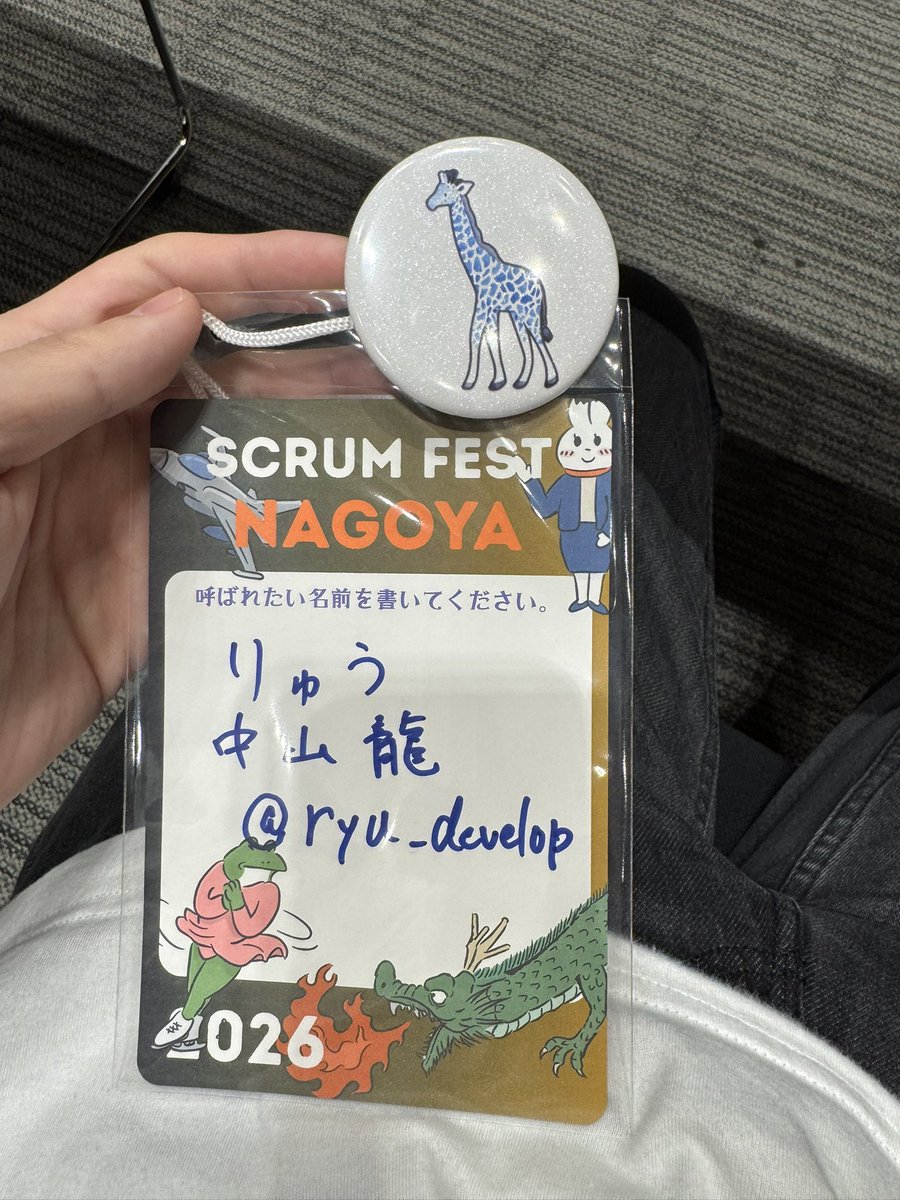 SCRUM FEST
NAGOYA
呼ばれたい名前を書いてください。
りゅう
中山龍
@ryu__develop
2026